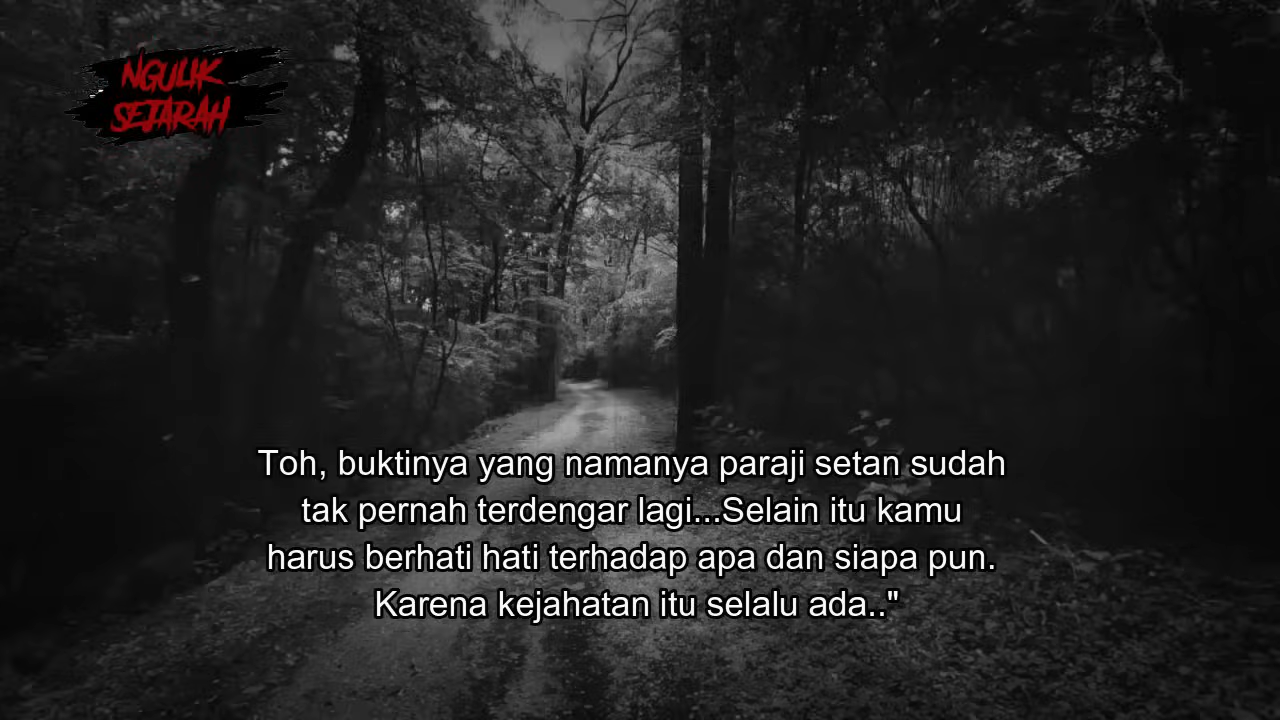 NGULIK
SEJARAH
Toh, buktinya yang namanya paraji setan sudah
tak pernah terdengar lagi...Selain itu kamu
harus berhati hati terhadap apa dan siapa pun.
Karena kejahatan itu selalu ada.."